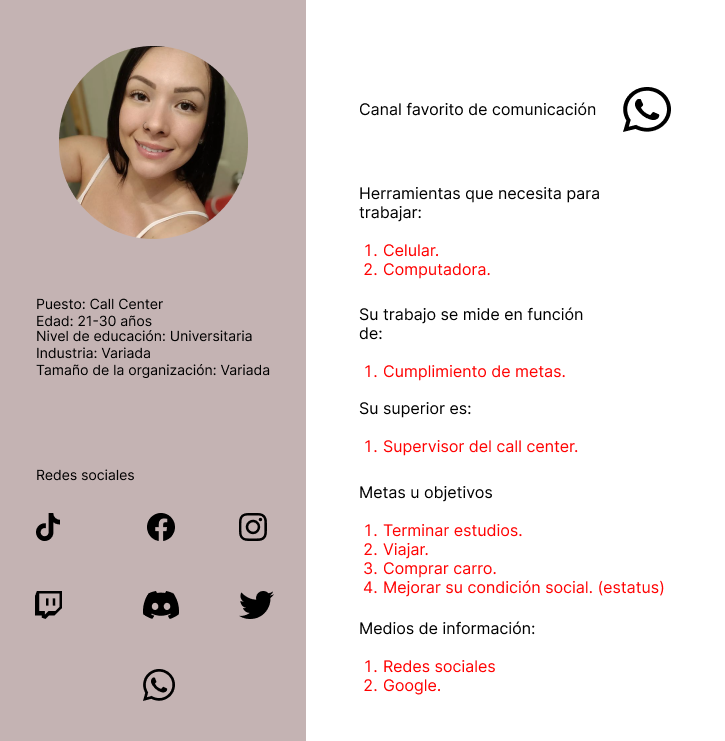 Puesto: Call Center
Edad: 21-30 años
Nivel de educación: Universitaria
Industria: Variada
Tamaño de la organización: Variada
Redes sociales
Canal favorito de comunicación
Herramientas que necesita para
trabajar:
1. Celular.
2. Computadora.
Su trabajo se mide en función
de:
1. Cumplimiento de metas.
Su superior es:
1. Supervisor del call center.
Metas u objetivos
1. Terminar estudios.
2. Viajar.
3. Comprar carro.
4. Mejorar su condición social. (estatus)
Medios de información:
1. Redes sociales
2. Google.